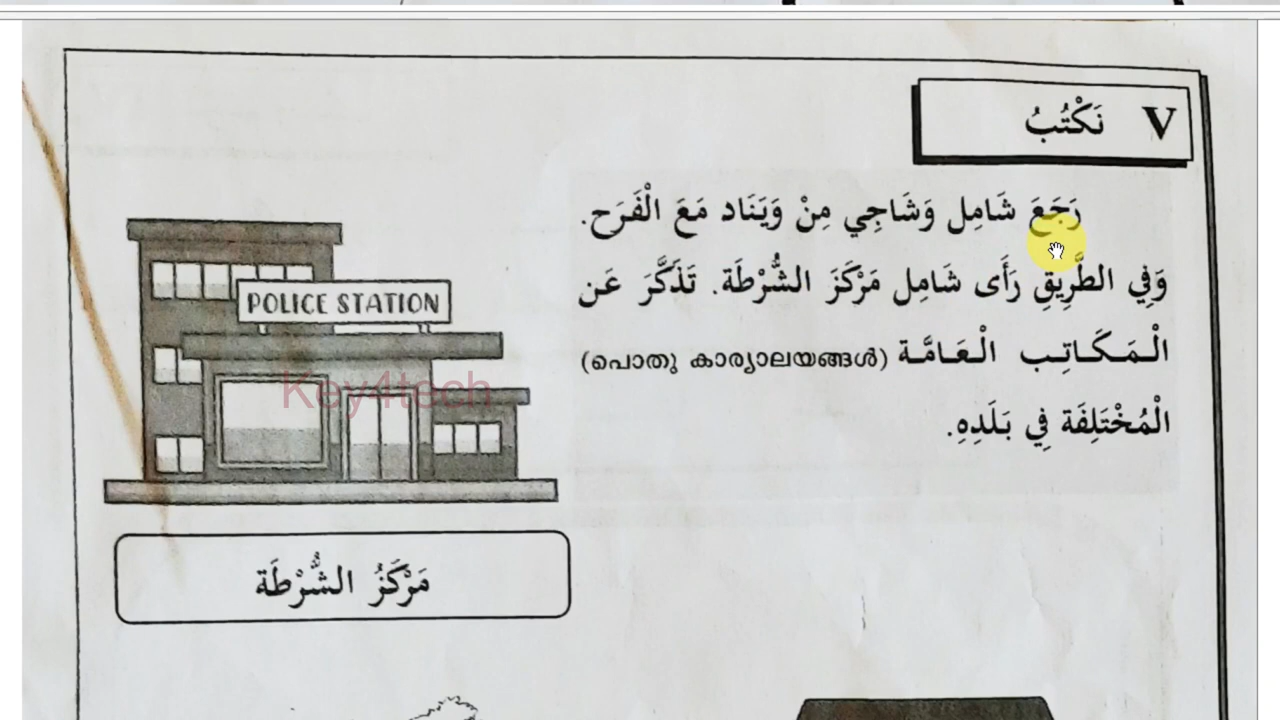 V نَكْتُبُ
رَجَعَ شَامِل وَشَاجِي مِنْ وَيَنَاد مَعَ الْفَرَح.
وَفِي الطَّرِيقِ رَأَى شَامِل مَرْكَزَ الشُّرْطَة. تَذَكَّرَ عَن
الْمَكَاتِب الْعَامَّة (പൊതു കാര്യാലയങ്ങൾ)
الْمُخْتَلِفَة فِي بَلَدِهِ.
POLICE STATION
Key4tech
مَرْكَزُ الشُّرْطَة